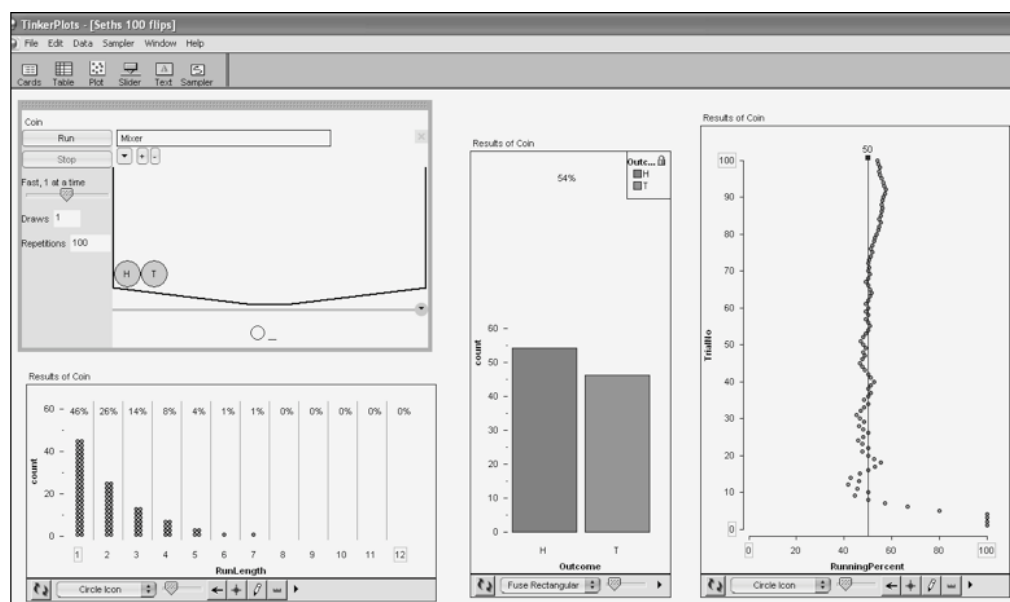 TinkerPlots - [Seths 100 flips]
File Edit Data Sampler Window Help
Cards Table Plot Slider Text Sampler
Coin
Run
Mixer
Stop
+ -
Fast, 1 at a time
Draws 1
Repetitions 100
H T
_
Results of Coin
60 46% 26% 14% 8% 4% 1% 1% 0% 0% 0% 0% 0%
40
count
20
0
1 2 3 4 5 6 7 8 9 10 11 12
RunLength
Circle Icon
Results of Coin
Outc...
H
T
54%
60
50
40
count
30
20
10
0
H T
Outcome
Fuse Rectangular
Results of Coin
50
100
90
80
70
60
50
TrialNo
40
30
20
10
0
0 20 40 60 80 100
RunningPercent
Circle Icon